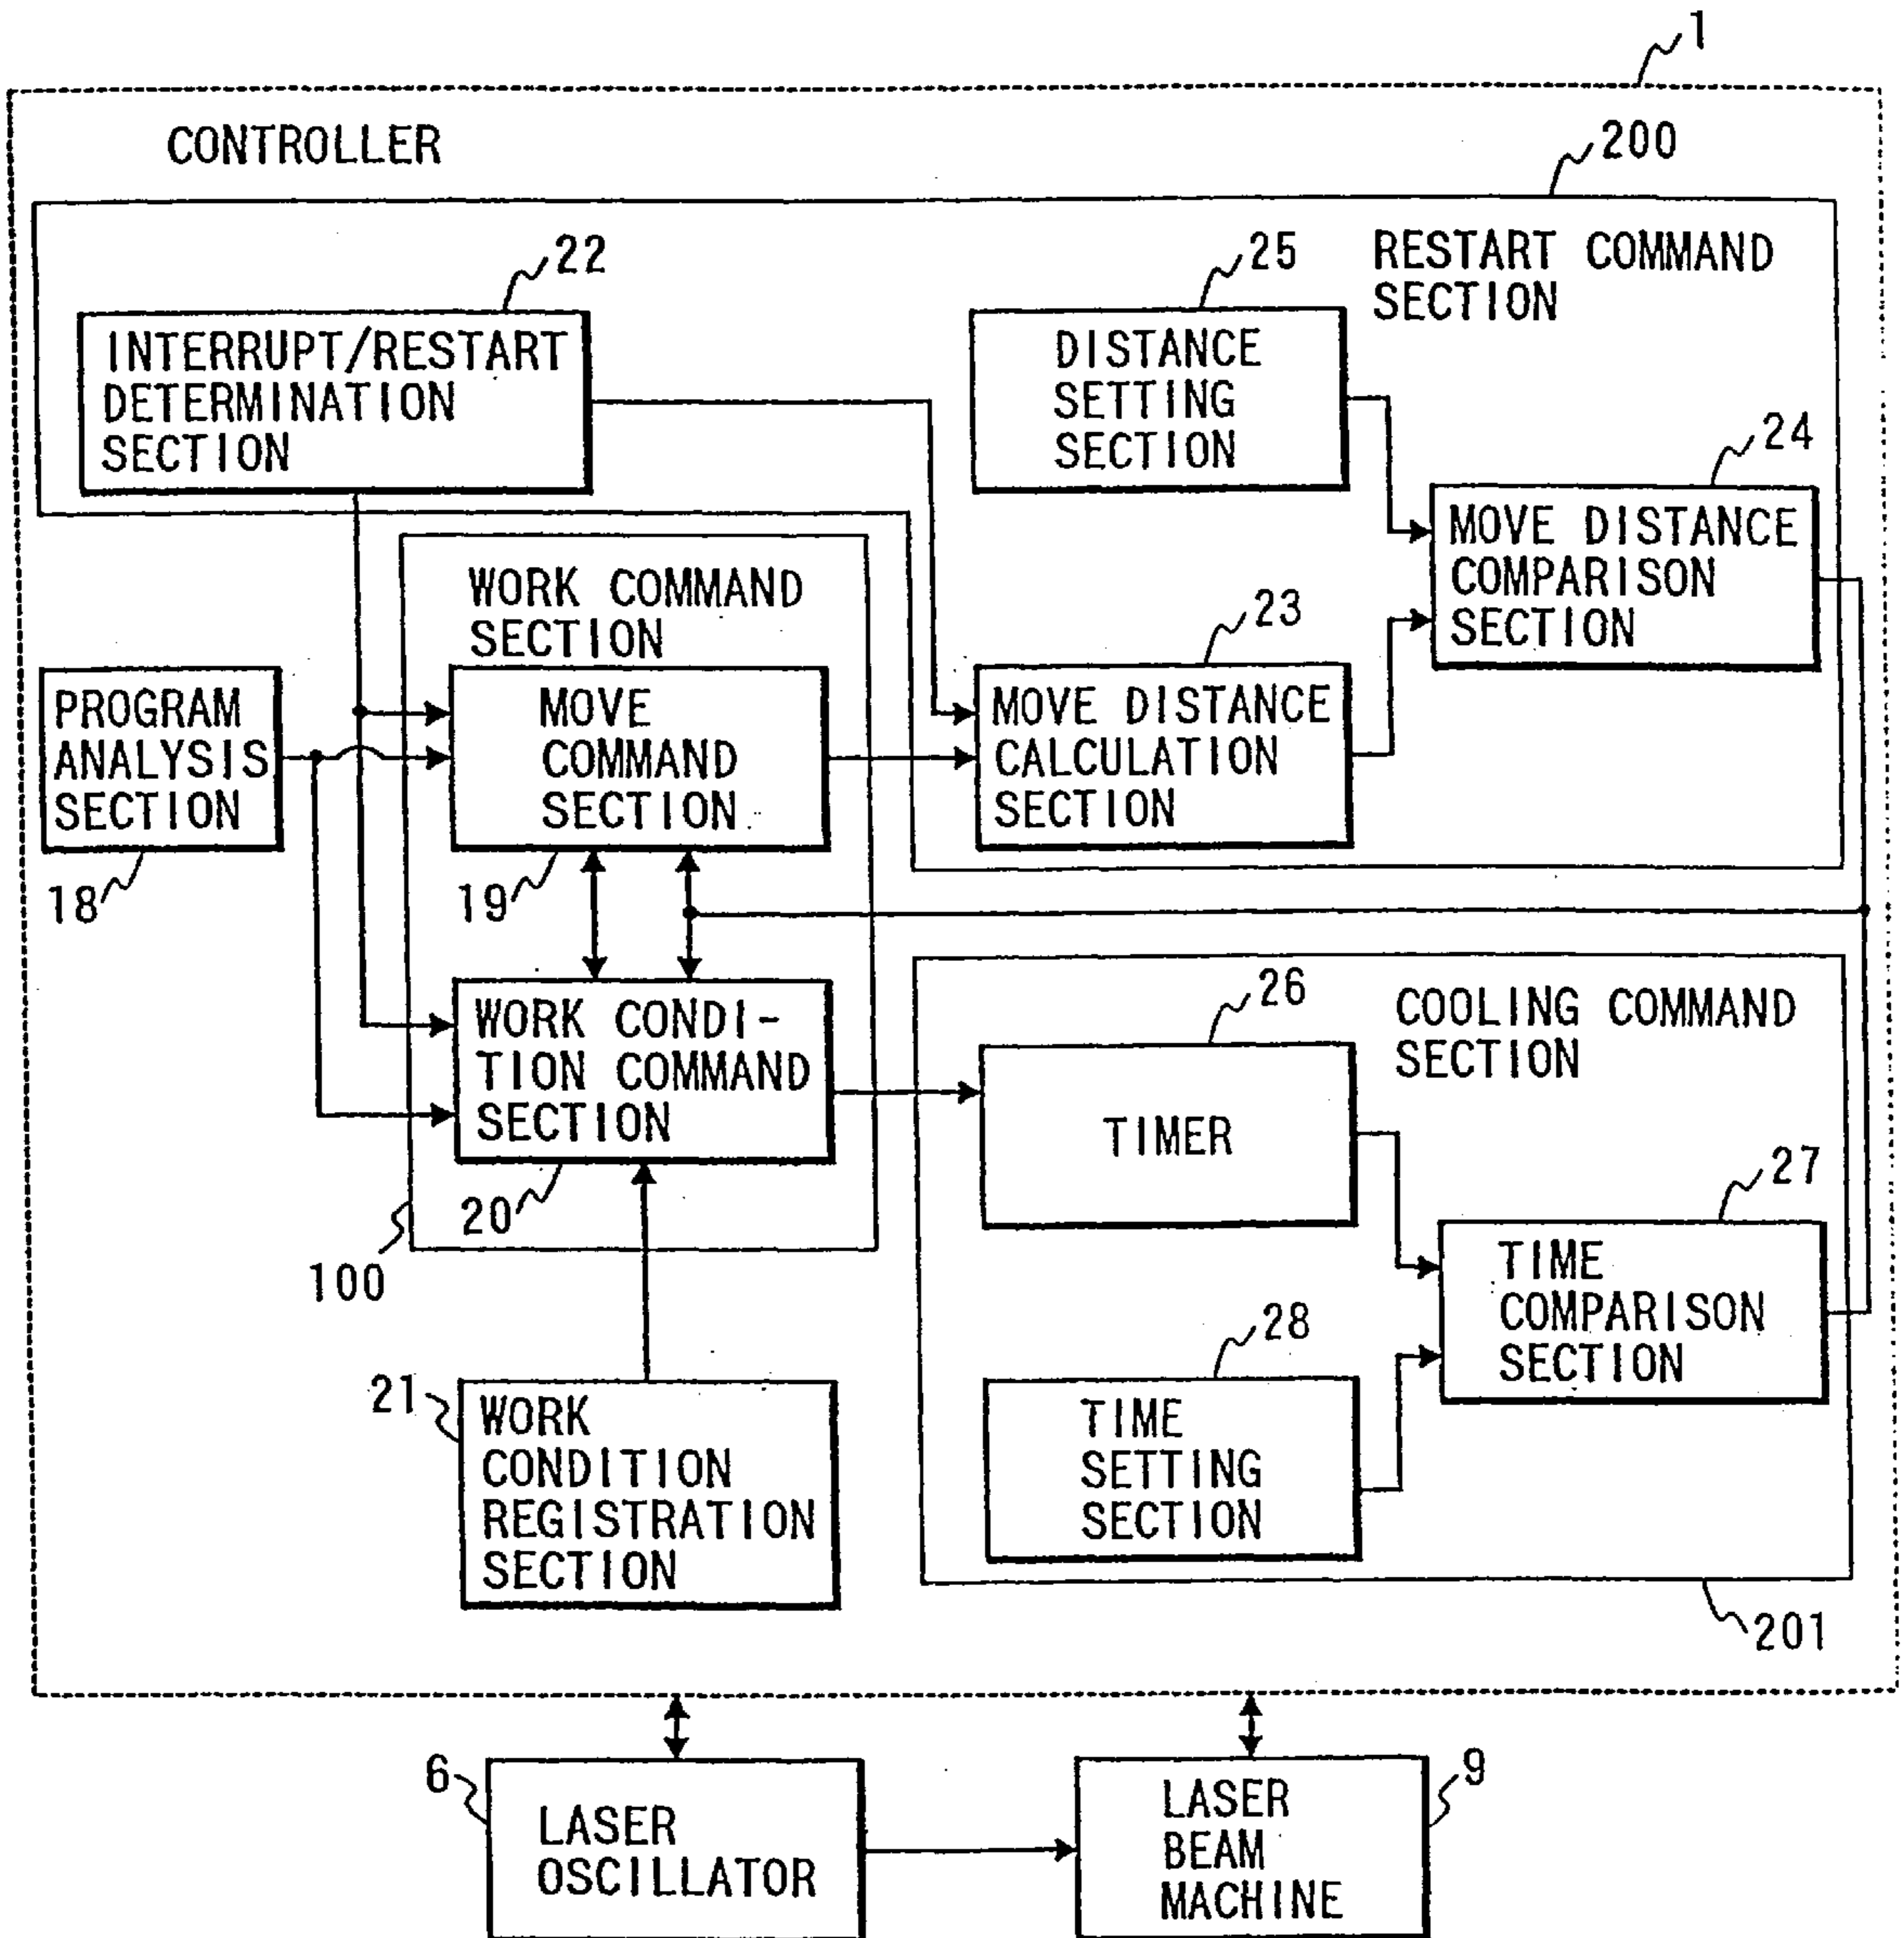 1
CONTROLLER
200
RESTART COMMAND
SECTION
22
INTERRUPT/RESTART
DETERMINATION
SECTION
25
DISTANCE
SETTING
SECTION
24
MOVE DISTANCE
COMPARISON
SECTION
WORK COMMAND
SECTION
23
PROGRAM
ANALYSIS
SECTION
18
MOVE
COMMAND
SECTION
19
MOVE DISTANCE
CALCULATION
SECTION
WORK CONDI-
TION COMMAND
SECTION
20
100
26
COOLING COMMAND
SECTION
TIMER
27
TIME
COMPARISON
SECTION
28
TIME
SETTING
SECTION
201
21
WORK
CONDITION
REGISTRATION
SECTION
6
LASER
OSCILLATOR
9
LASER
BEAM
MACHINE